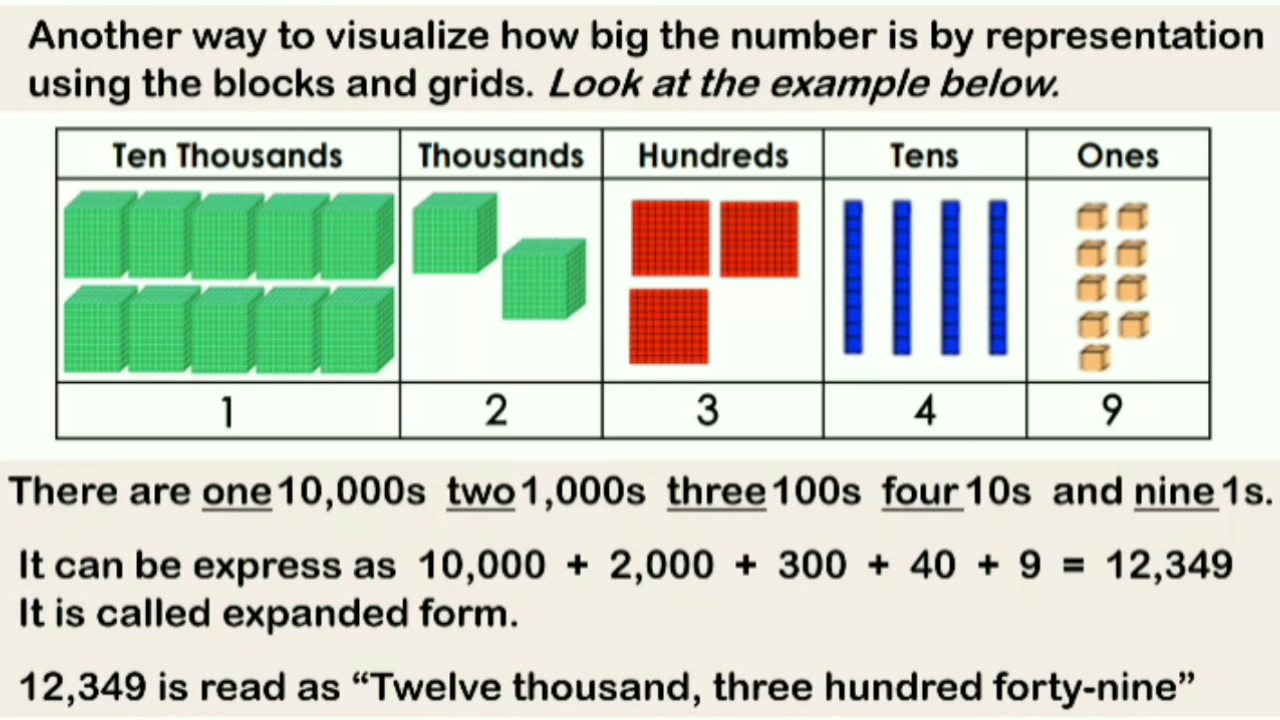 Another way to visualize how big the number is by representation
using the blocks and grids. Look at the example below.
Ten Thousands Thousands Hundreds Tens Ones
1 2 3 4 9
There are one 10,000s two 1,000s three 100s four 10s and nine 1s.
It can be express as 10,000 + 2,000 + 300 + 40 + 9 = 12,349
It is called expanded form.
12,349 is read as “Twelve thousand, three hundred forty-nine”